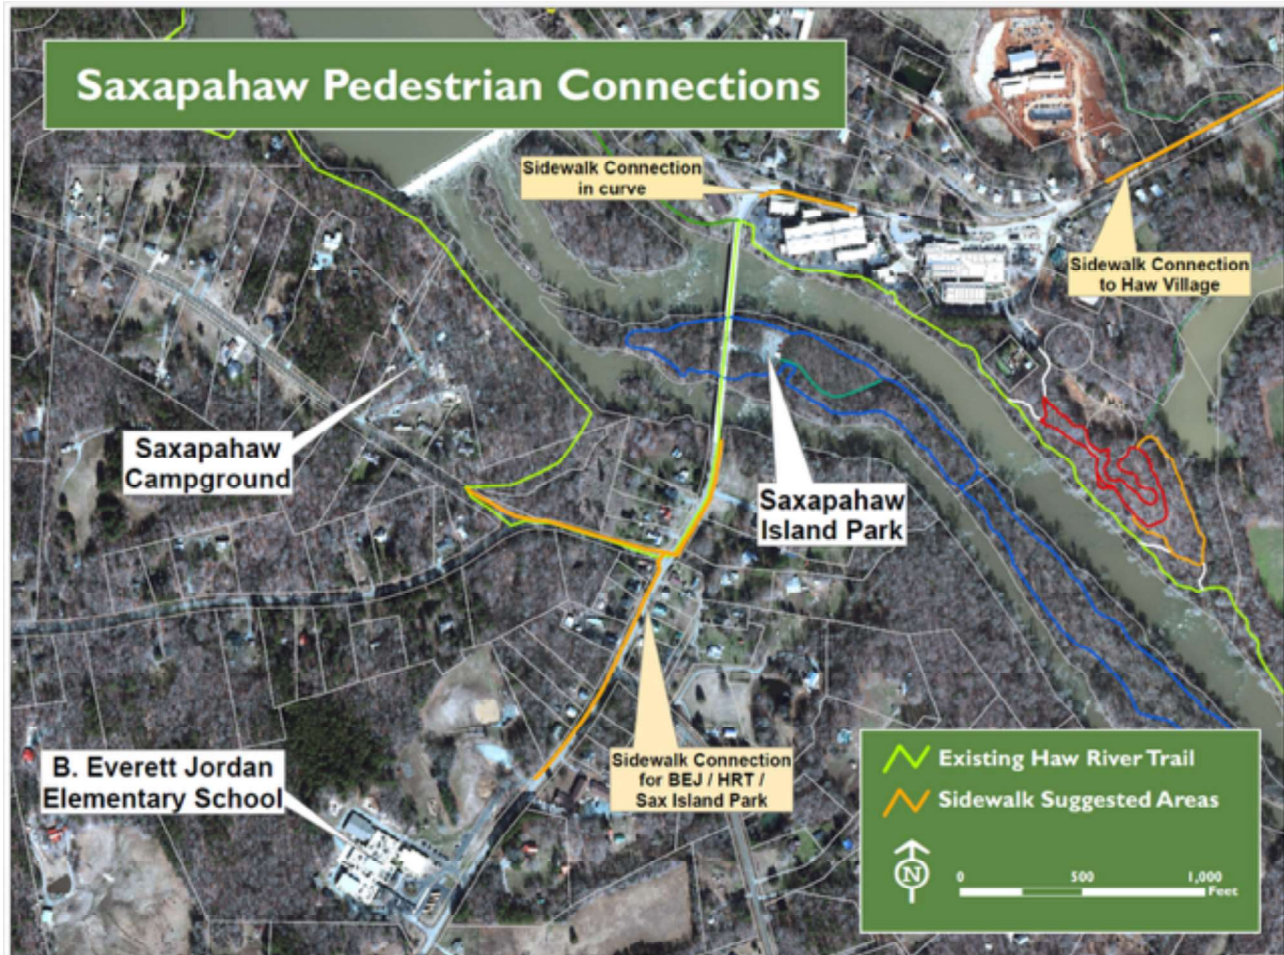 Saxapahaw Pedestrian Connections
Sidewalk Connection
in curve
Sidewalk Connection
to Haw Village
Saxapahaw
Campground
Saxapahaw
Island Park
B. Everett Jordan
Elementary School
Sidewalk Connection
for BEJ / HRT /
Sax Island Park
Existing Haw River Trail
Sidewalk Suggested Areas
N
0 500 1,000
Feet